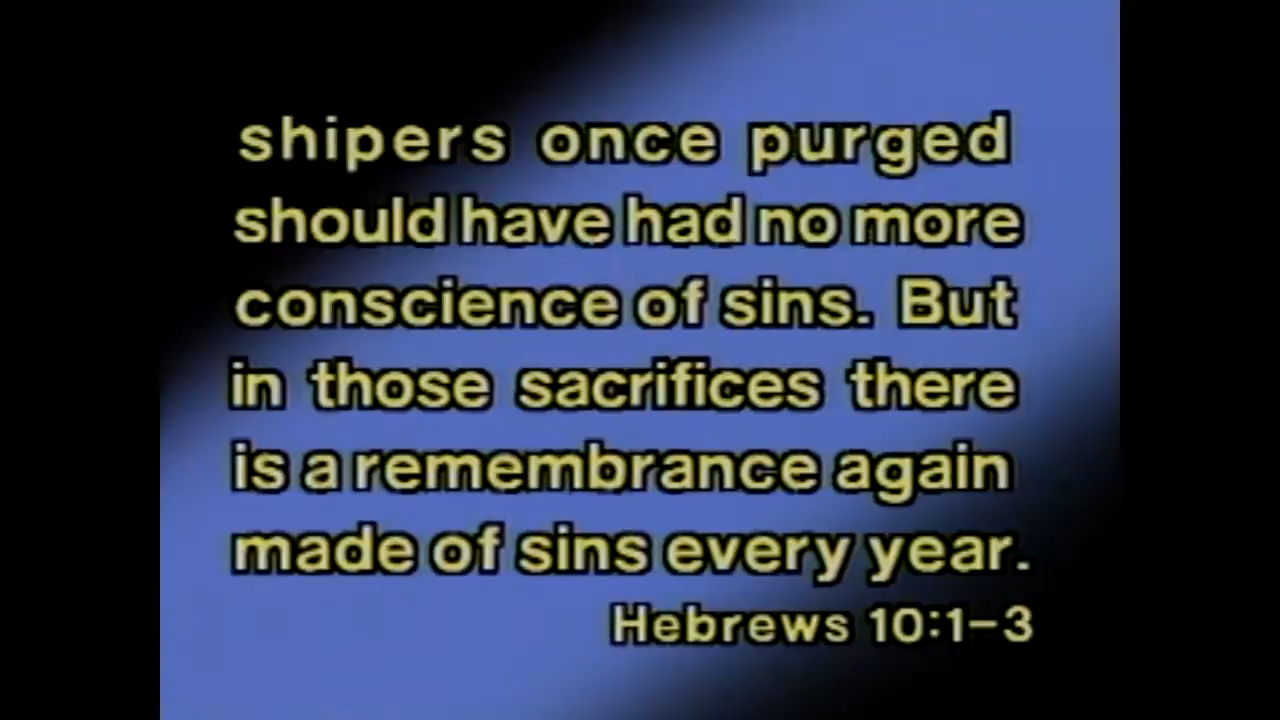 shipers once purged
should have had no more
conscience of sins. But
in those sacrifices there
is a remembrance again
made of sins every year.
Hebrews 10:1-3